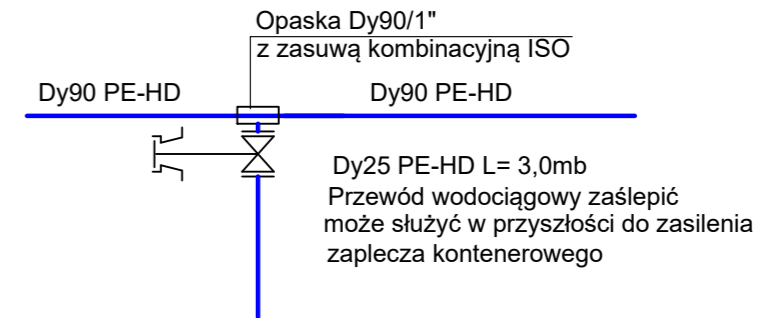 Opaska Dy90/1"
z zasuwą kombinacyjną ISO
Dy90 PE-HD
Dy90 PE-HD
Dy25 PE-HD L= 3,0mb
Przewód wodociągowy zaślepić
może służyć w przyszłości do zasilenia
zaplecza kontenerowego